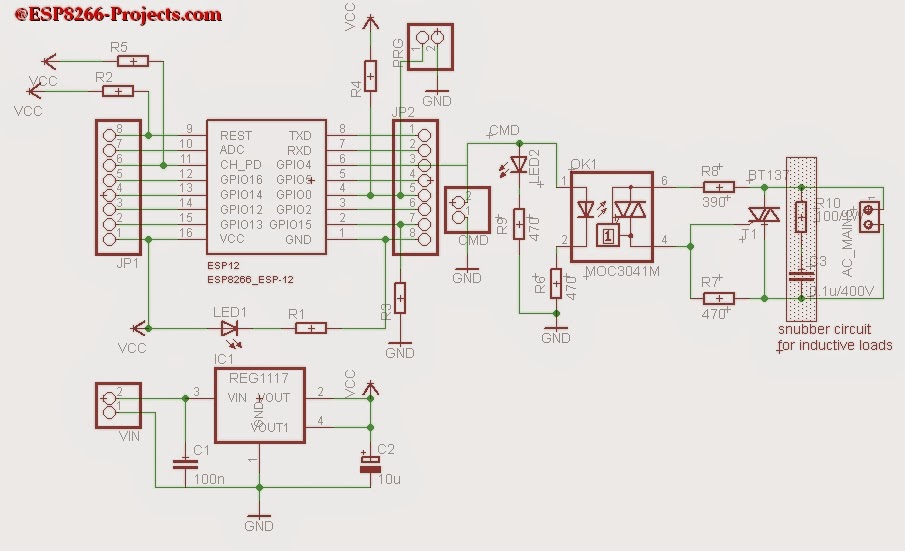 ©ESP8266-Projects.com
R5
VCC
R2
VCC
VCC
R4
PRG
1
2
GND
JP2
JP1
8
7
6
5
4
3
2
1
9
10
11
12
13
14
15
16
REST
ADC
CH_PD
GPIO16
GPIO14
GPIO12
GPIO13
VCC
TXD
RXD
GPIO4
GPIO5
GPIO0
GPIO2
GPIO15
GND
8
7
6
5
4
3
2
1
1
2
3
4
5
6
7
8
ESP12
ESP8266_ESP-12
CMD
LED2
R9
470
2
1
CMD
GND
OK1
1
2
6
4
1
MOC3041M
R6
470
GND
R8
390
BT137
T1
R7
470
R10
C3
0.1u/400V
AC_MAIN
1
snubber circuit
for inductive loads
R3
GND
VCC
LED1
R1
IC1
REG1117
VIN
VOUT
GND
VOUT1
3
2
4
1
VCC
2
1
VIN
C1
100n
C2
10u
GND